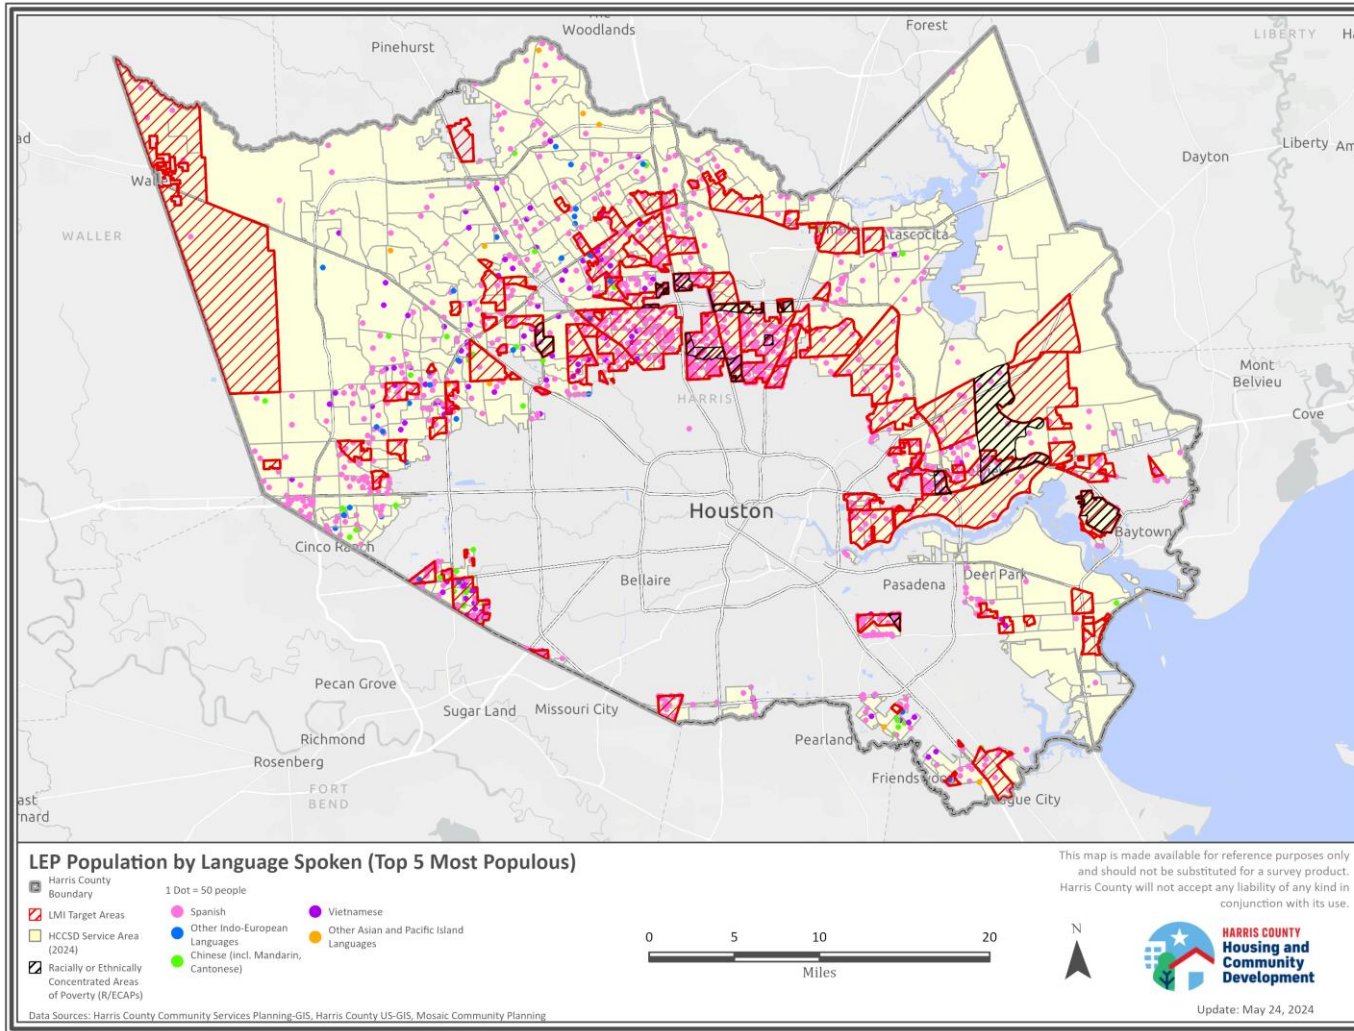 The
Woodlands
Forest
LIBERTY
Pinehurst
Dayton
Liberty
Am
ad
WALLER
Atascocita
Mont
Belvieu
Cove
HARRIS
Houston
Cinco Ranch
Baytown
Bellaire
Pasadena
Deer Park
Pecan Grove
Sugar Land
Missouri City
Richmond
Pearland
Rosenberg
FORT
BEND
Friendswood
League City
ast
rnard
LEP Population by Language Spoken (Top 5 Most Populous)
Harris County
Boundary
LMI Target Areas
HCCSD Service Area
(2024)
Racially or Ethnically
Concentrated Areas
of Poverty (R/ECAPs)
1 Dot = 50 people
Spanish
Other Indo-European
Languages
Chinese (incl. Mandarin,
Cantonese)
Vietnamese
Other Asian and Pacific Island
Languages
0 5 10 20
Miles
N
This map is made available for reference purposes only
and should not be substituted for a survey product.
Harris County will not accept any liability of any kind in
conjunction with its use.
HARRIS COUNTY
Housing and
Community
Development
Update: May 24, 2024
Data Sources: Harris County Community Services Planning-GIS, Harris County US-GIS, Mosaic Community Planning